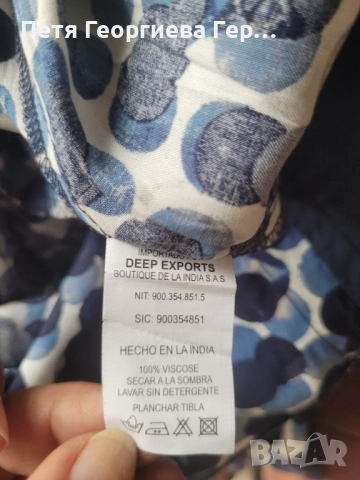 Петя Георгиева Гер...
IMPORTADO
DEEP EXPORTS
BOUTIQUE DE LA INDIA S.A.S.
NIT: 900.354.851.5
SIC: 900354851
HECHO EN LA INDIA
100% VISCOSE
SECAR A LA SOMBRA
LAVAR SIN DETERGENTE
PLANCHAR TIBLA
BAZAR